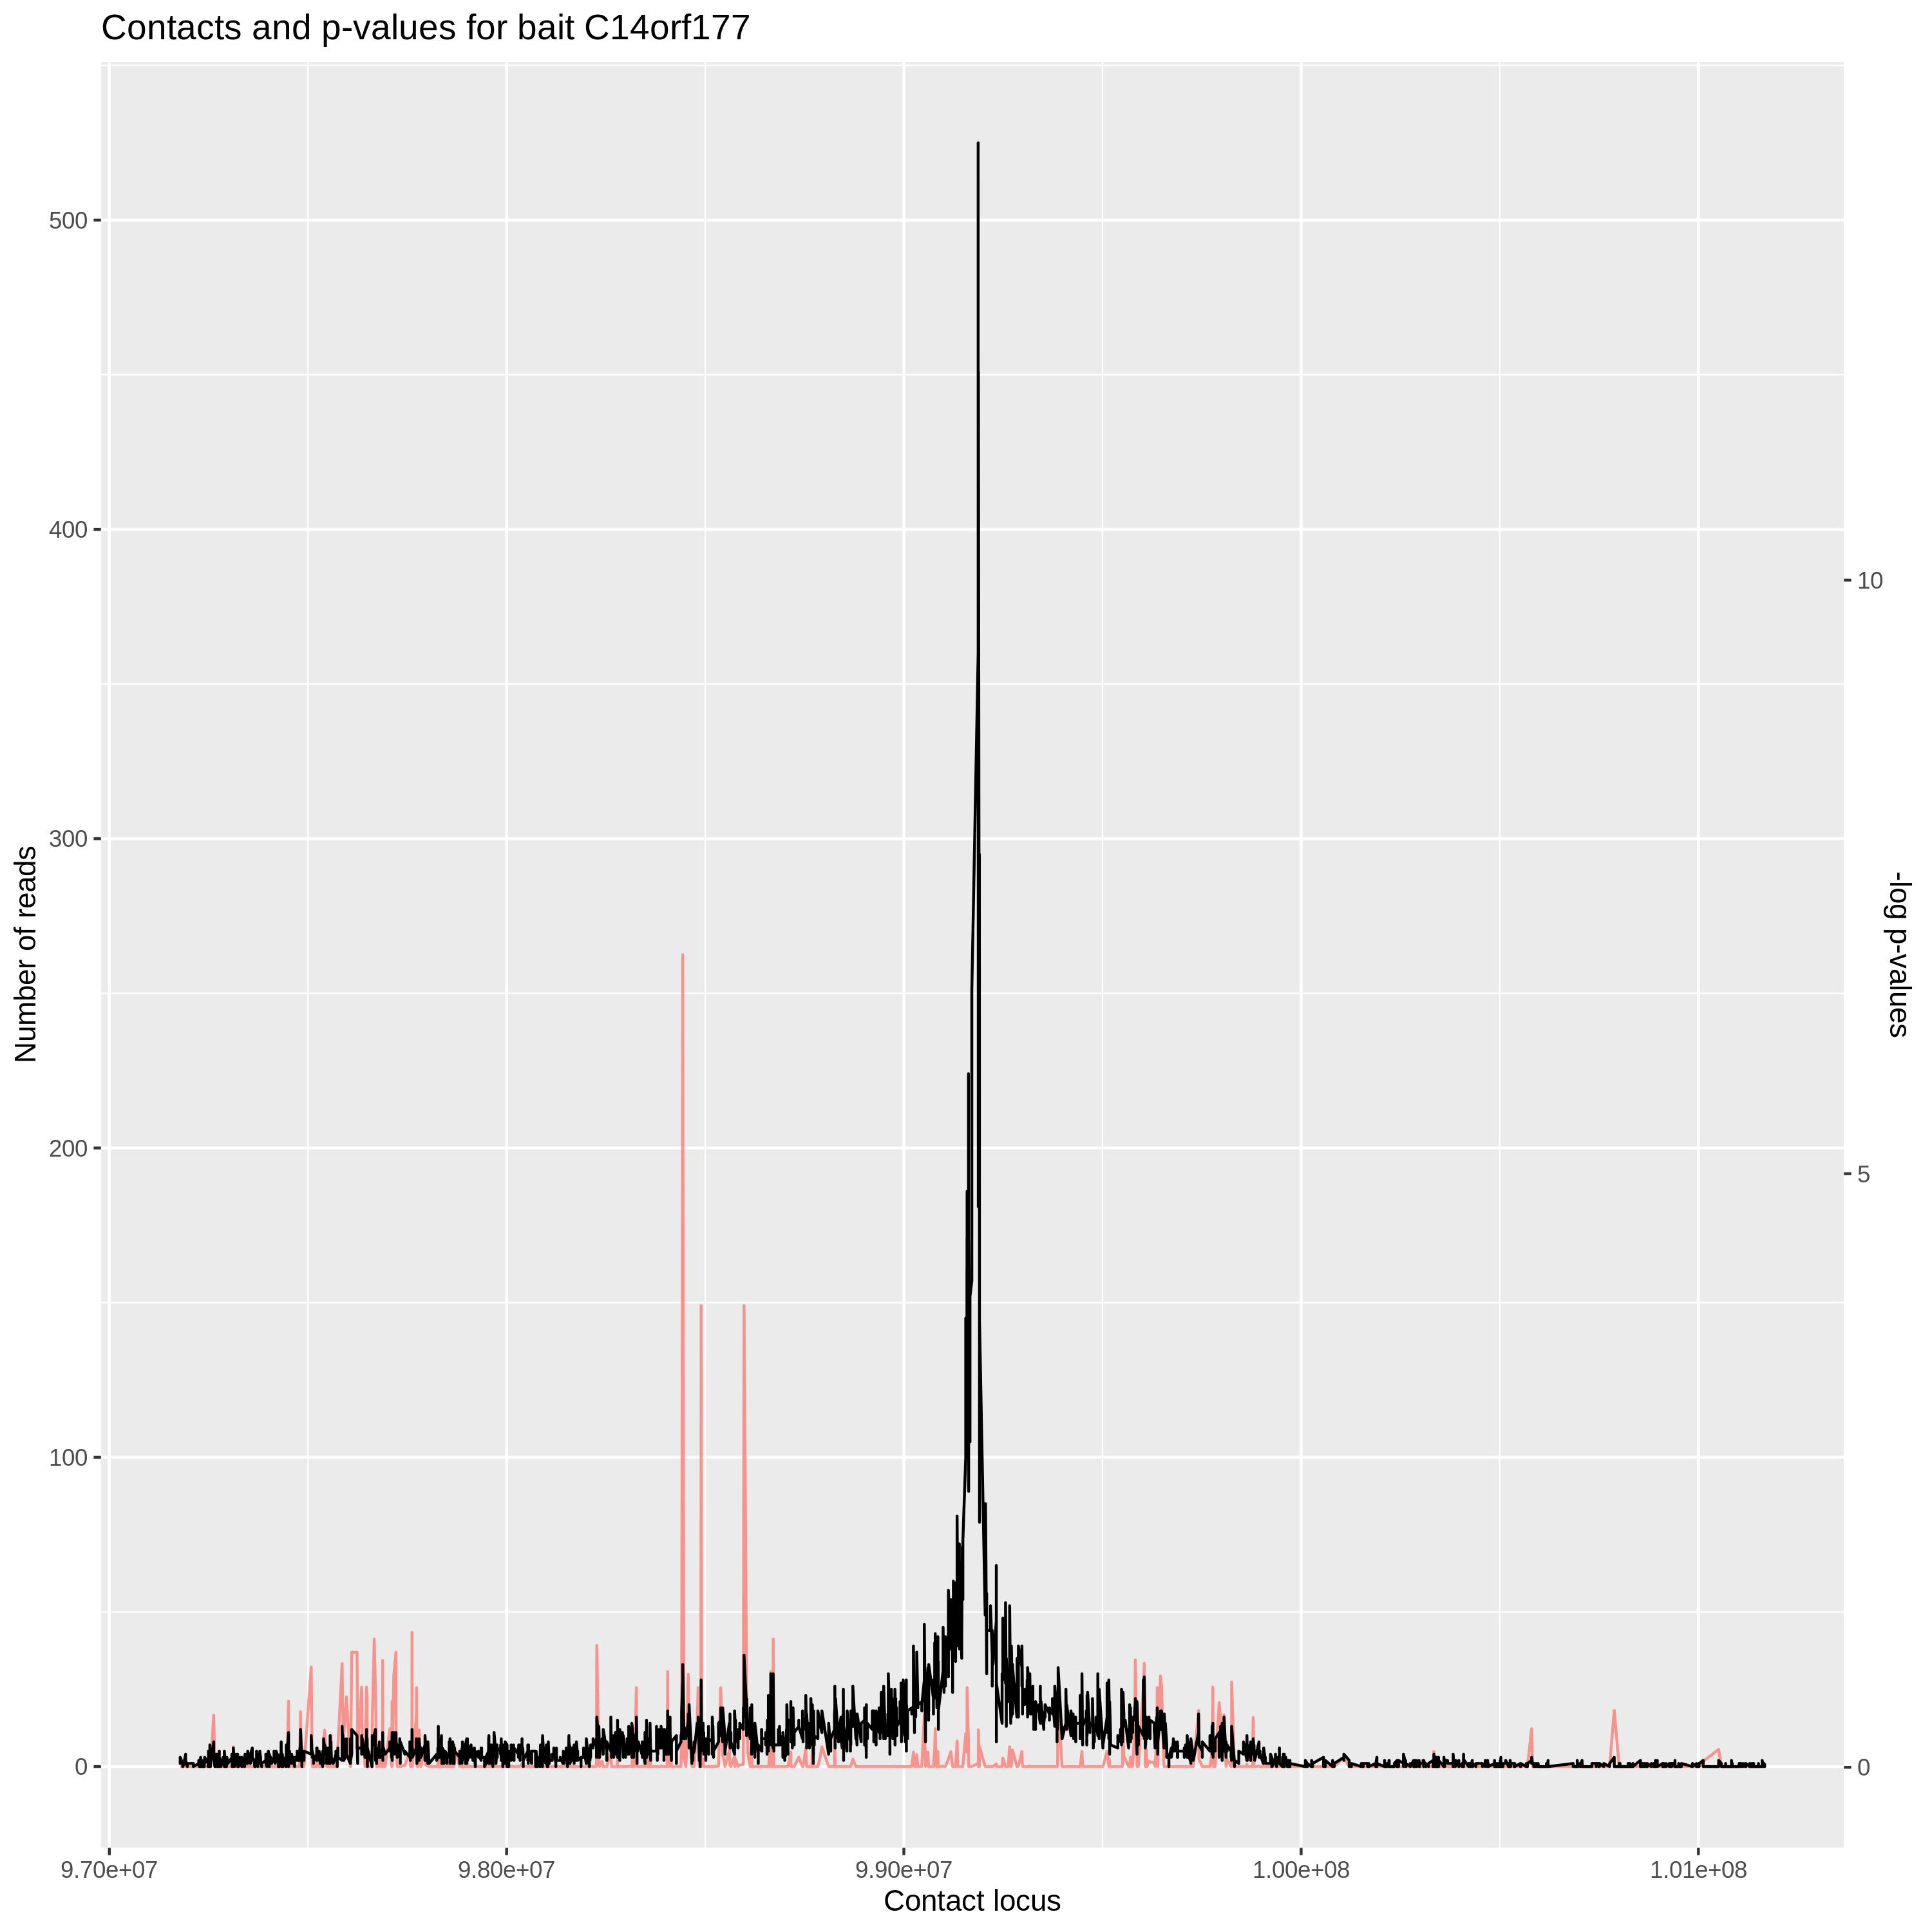 Contacts and p-values for bait C14orf177
500
400
300
200
100
0
Number of reads
10
5
0
-log p-values
9.70e+07 9.80e+07 9.90e+07 1.00e+08 1.01e+08
Contact locus